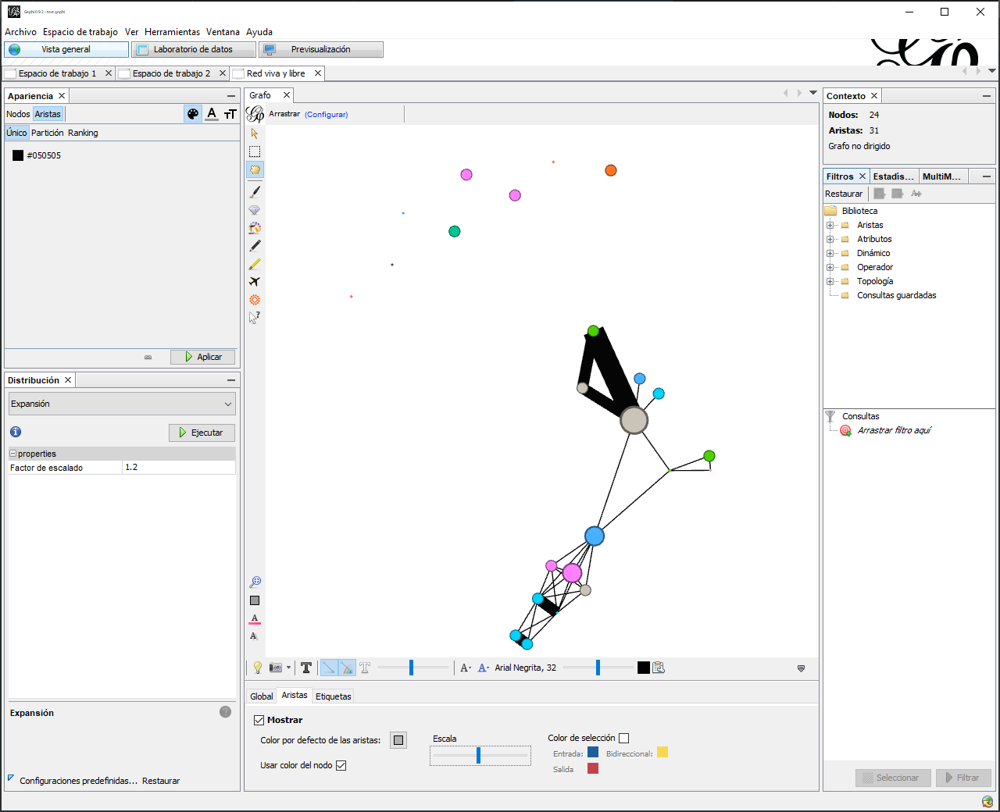 Gephi 0.9.2 - test.gephi
Archivo Espacio de trabajo Ver Herramientas Ventana Ayuda
Vista general Laboratorio de datos Previsualización
Espacio de trabajo 1 Espacio de trabajo 2 Red viva y libre
Apariencia
Nodos Aristas
Único Partición Ranking
#050505
Aplicar
Distribución
Expansión
Ejecutar
properties
Factor de escalado 1.2
Expansión
Configuraciones predefinidas... Restaurar
Grafo
Arrastrar (Configurar)
Arial Negrita, 32
Global Aristas Etiquetas
Mostrar
Color por defecto de las aristas:
Usar color del nodo
Escala
Color de selección
Entrada: Bidireccional:
Salida
Contexto
Nodos: 24
Aristas: 31
Grafo no dirigido
Filtros Estadís... MultiM...
Restaurar
Biblioteca
Aristas
Atributos
Dinámico
Operador
Topología
Consultas guardadas
Consultas
Arrastrar filtro aquí
Seleccionar Filtrar